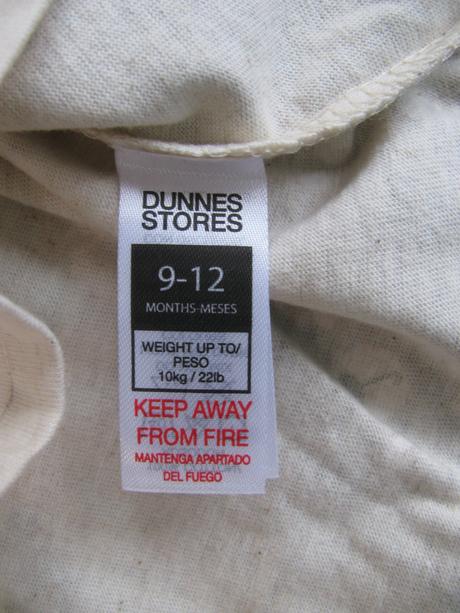 DUNNES
STORES
9-12
MONTHS-MESES
WEIGHT UP TO/
PESO
10kg / 22lb
KEEP AWAY
FROM FIRE
MANTENGA APARTADO
DEL FUEGO